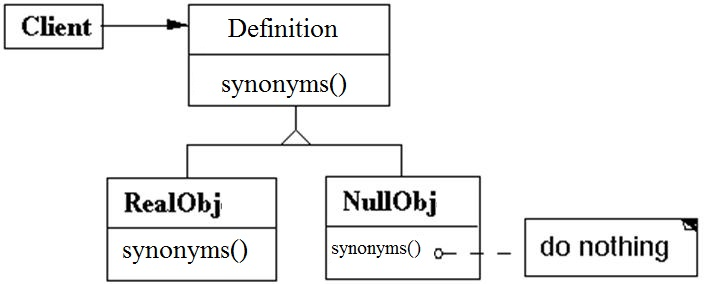 Client
Definition
synonyms()
RealObj
synonyms()
NullObj
synonyms()
do nothing